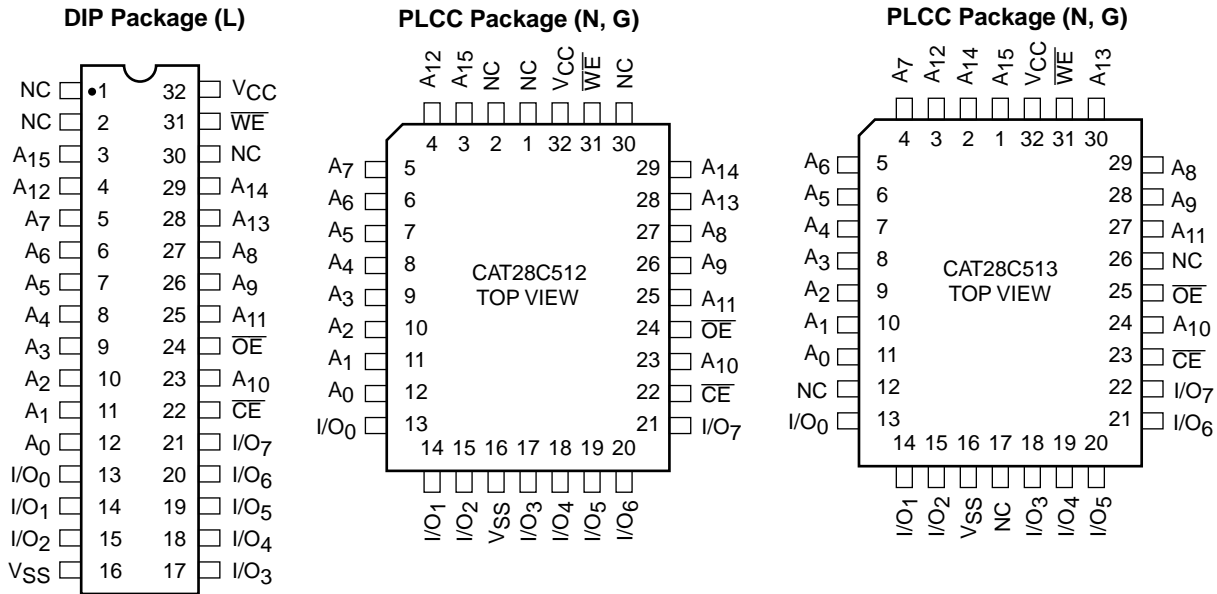 DIP Package (L)
NC 1 32 VCC
NC 2 31 WE
A15 3 30 NC
A12 4 29 A14
A7 5 28 A13
A6 6 27 A8
A5 7 26 A9
A4 8 25 A11
A3 9 24 OE
A2 10 23 A10
A1 11 22 CE
A0 12 21 I/O7
I/O0 13 20 I/O6
I/O1 14 19 I/O5
I/O2 15 18 I/O4
VSS 16 17 I/O3
PLCC Package (N, G)
A12 A15 NC NC VCC WE NC
4 3 2 1 32 31 30
A7 5 29 A14
A6 6 28 A13
A5 7 27 A8
A4 8 26 A9
CAT28C512
TOP VIEW
A3 9 25 A11
A2 10 24 OE
A1 11 23 A10
A0 12 22 CE
I/O0 13 21 I/O7
14 15 16 17 18 19 20
I/O1 I/O2 VSS I/O3 I/O4 I/O5 I/O6
PLCC Package (N, G)
A7 A12 A14 A15 VCC WE A13
4 3 2 1 32 31 30
A6 5 29 A8
A5 6 28 A9
A4 7 27 A11
A3 8 26 NC
CAT28C513
TOP VIEW
A2 9 25 OE
A1 10 24 A10
A0 11 23 CE
NC 12 22 I/O7
I/O0 13 21 I/O6
14 15 16 17 18 19 20
I/O1 I/O2 VSS NC I/O3 I/O4 I/O5